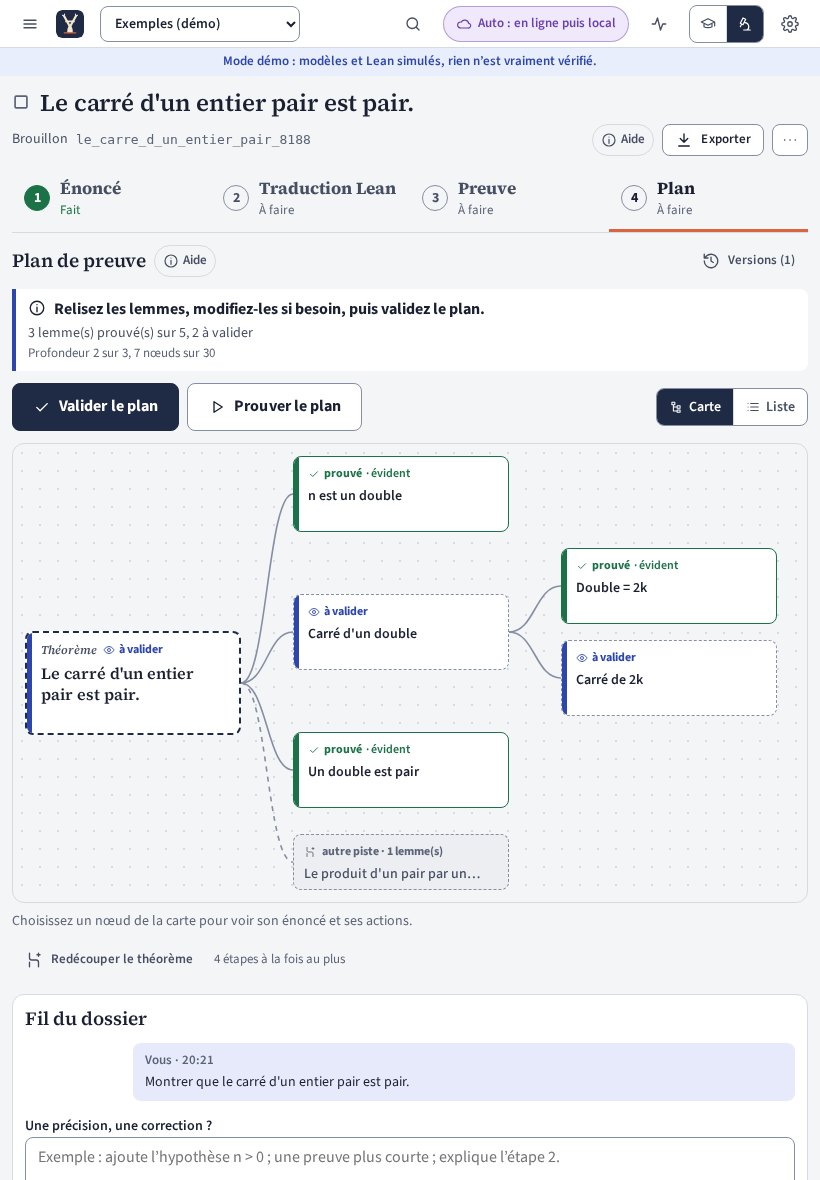 Exemples (démo)
Auto : en ligne puis local
Mode démo : modèles et Lean simulés, rien n’est vraiment vérifié.
Le carré d'un entier pair est pair.
Brouillon le_carre_d_un_entier_pair_8188
Aide
Exporter
...
1 Énoncé
Fait
2 Traduction Lean
À faire
3 Preuve
À faire
4 Plan
À faire
Plan de preuve
Aide
Versions (1)
Relisez les lemmes, modifiez-les si besoin, puis validez le plan.
3 lemme(s) prouvé(s) sur 5, 2 à valider
Profondeur 2 sur 3, 7 nœuds sur 30
Valider le plan
Prouver le plan
Carte
Liste
prouvé · évident
n est un double
prouvé · évident
Double = 2k
à valider
Carré d'un double
Théorème à valider
Le carré d'un entier
pair est pair.
à valider
Carré de 2k
prouvé · évident
Un double est pair
autre piste · 1 lemme(s)
Le produit d'un pair par un…
Choisissez un nœud de la carte pour voir son énoncé et ses actions.
Redécouper le théorème
4 étapes à la fois au plus
Fil du dossier
Vous · 20:21
Montrer que le carré d'un entier pair est pair.
Une précision, une correction ?
Exemple : ajoute l’hypothèse n > 0 ; une preuve plus courte ; explique l’étape 2.